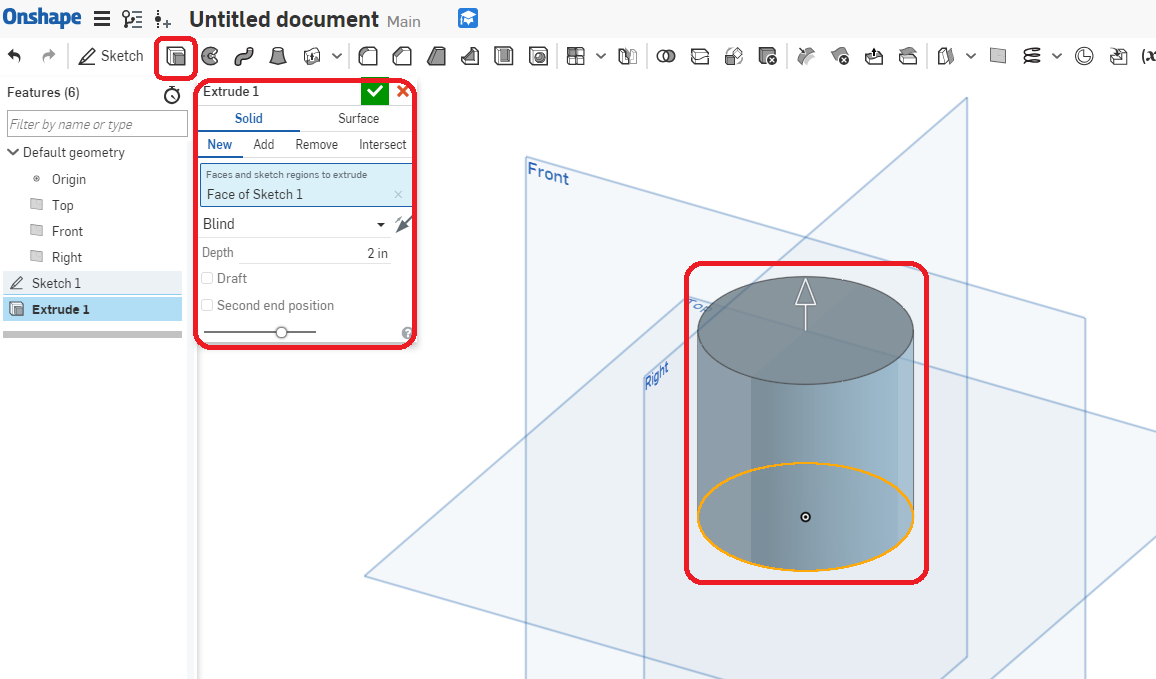 Onshape Untitled document Main
Sketch (x
Features (6)
Filter by name or type
Default geometry
Origin
Top
Front
Right
Sketch 1
Extrude 1
Extrude 1
Solid Surface
New Add Remove Intersect
Faces and sketch regions to extrude
Face of Sketch 1
Blind
Depth 2 in
Draft
Second end position
?
Front
Top
Right